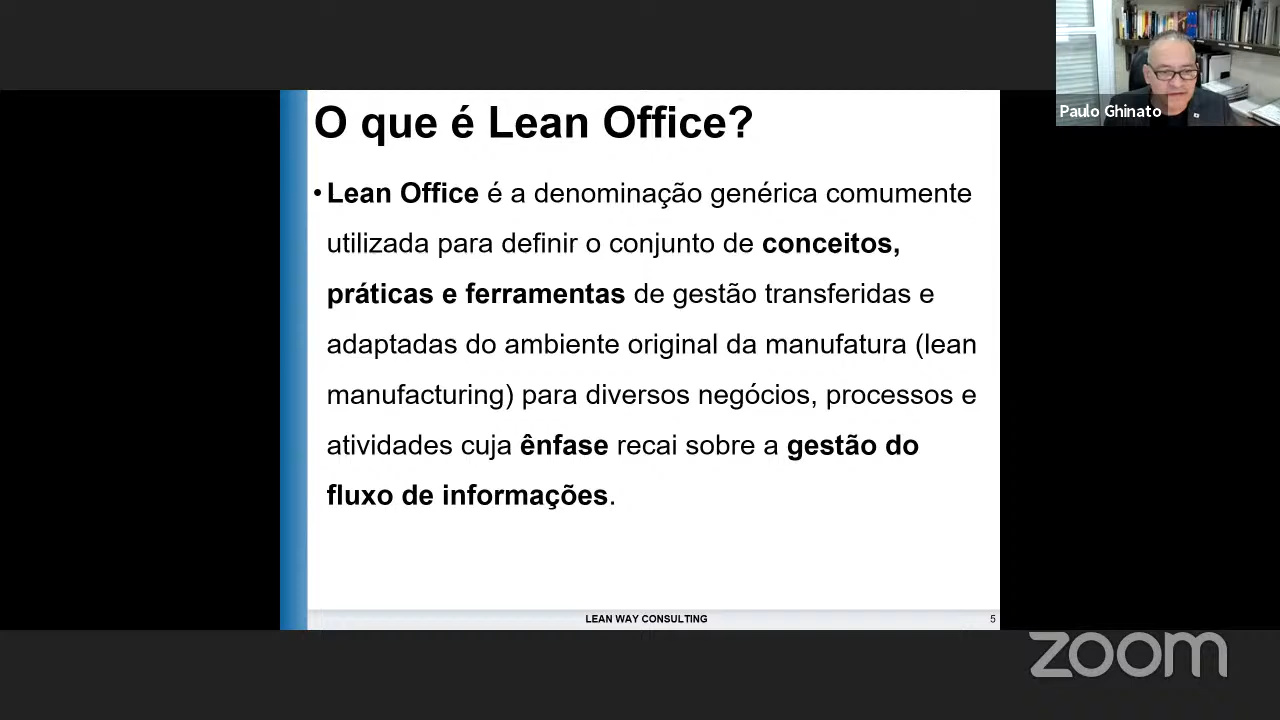 Paulo Ghinato
O que é Lean Office?
• Lean Office é a denominação genérica comumente
utilizada para definir o conjunto de conceitos,
práticas e ferramentas de gestão transferidas e
adaptadas do ambiente original da manufatura (lean
manufacturing) para diversos negócios, processos e
atividades cuja ênfase recai sobre a gestão do
fluxo de informações.
LEAN WAY CONSULTING
5
zoom